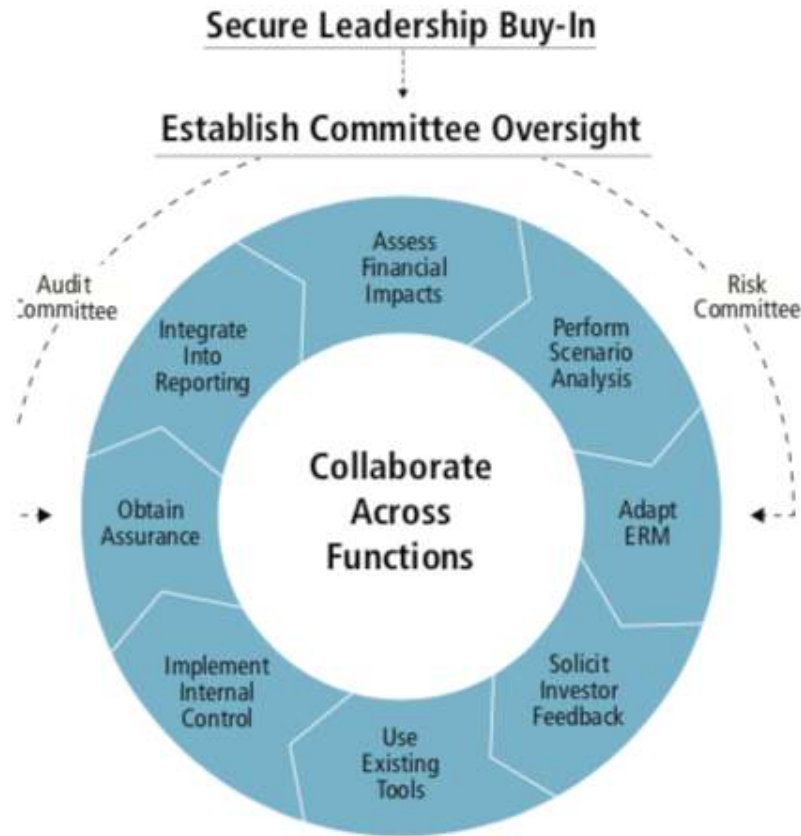 Secure Leadership Buy-In
Establish Committee Oversight
Audit
Committee
Risk
Committee
Assess
Financial
Impacts
Perform
Scenario
Analysis
Adapt
ERM
Solicit
Investor
Feedback
Use
Existing
Tools
Implement
Internal
Control
Obtain
Assurance
Integrate
Into
Reporting
Collaborate
Across
Functions